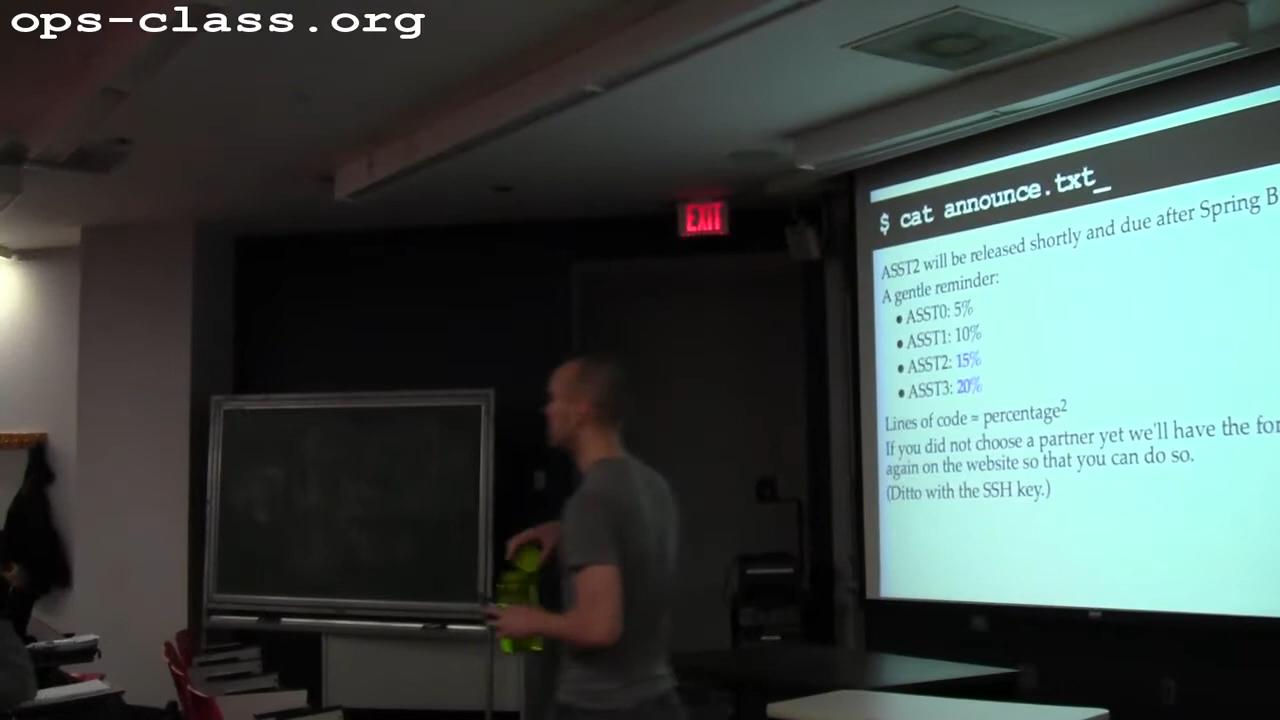 ops-class.org
EXIT
$ cat announce.txt_
ASST2 will be released shortly and due after Spring B
A gentle reminder:
• ASST0: 5%
• ASST1: 10%
• ASST2: 15%
• ASST3: 20%
Lines of code ≈ percentage²
If you did not choose a partner yet we'll have the for
again on the website so that you can do so.
(Ditto with the SSH key.)